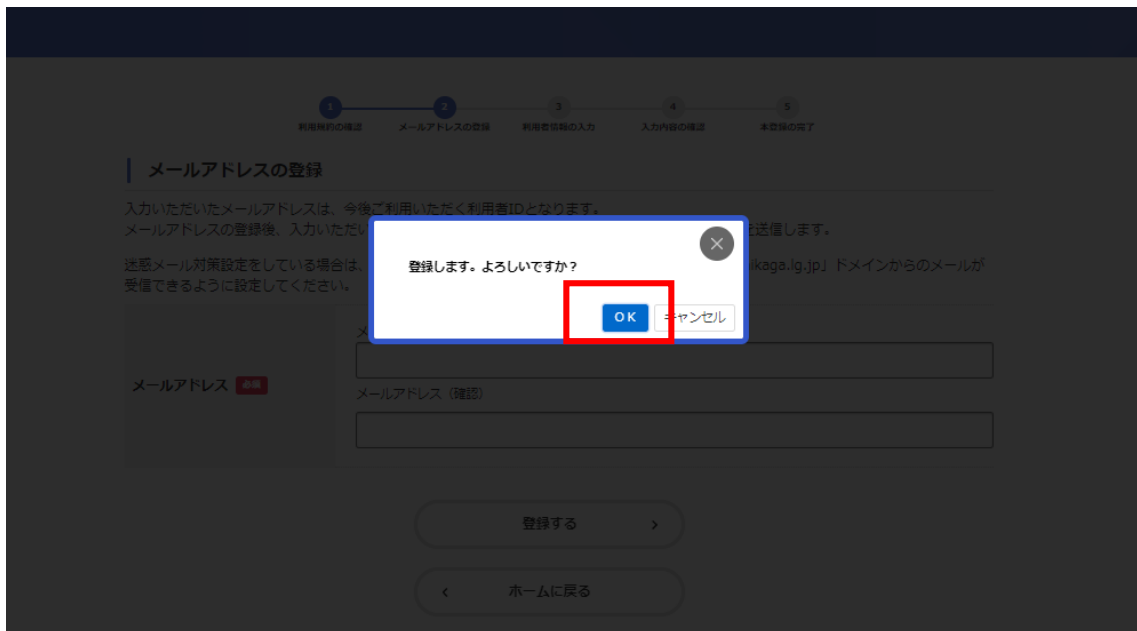 1
2
3
4
5
利用規約の確認
メールアドレスの登録
利用者情報の入力
入力内容の確認
本登録の完了
メールアドレスの登録
入力いただいたメールアドレスは、今後ご利用いただく利用者IDとなります。
メールアドレスの登録後、入力いただい
を送信します。
迷惑メール対策設定をしている場合は、
ikaga.lg.jp」ドメインからのメールが
受信できるように設定してください。
登録します。よろしいですか？
OK
キャンセル
メールアドレス 必須
メールアドレス（確認）
登録する
ホームに戻る